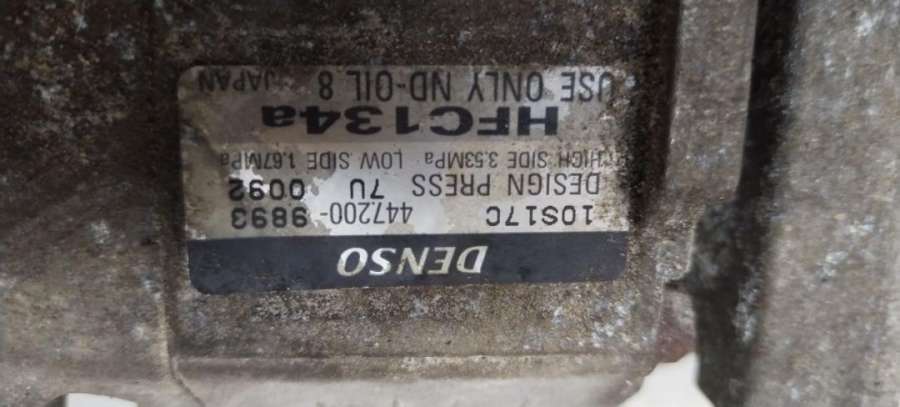 DENSO
10S17C 447200-9893
DESIGN PRESS 7U 0092
HIGH SIDE 3.53MPa LOW SIDE 1.67MPa
HFC134a
USE ONLY ND-OIL 8 JAPAN